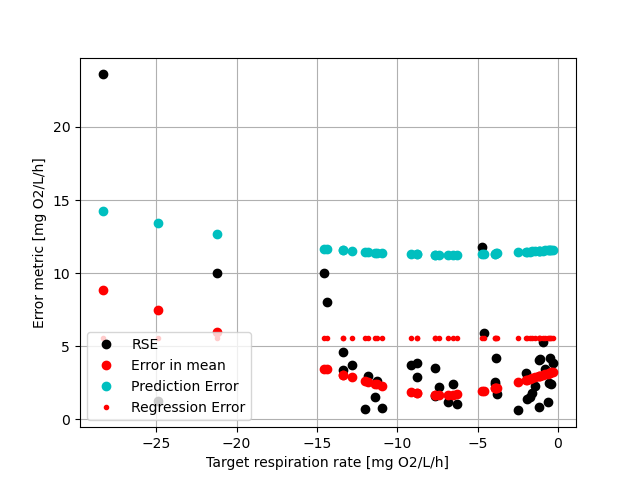 20
15
10
5
0
Error metric [mg O2/L/h]
RSE
Error in mean
Prediction Error
Regression Error
−25
−20
−15
−10
−5
0
Target respiration rate [mg O2/L/h]